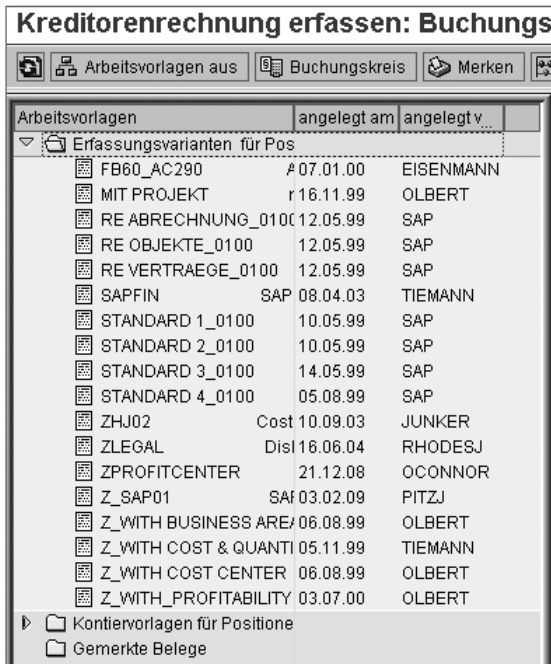 Kreditorenrechnung erfassen: Buchungs
Arbeitsvorlagen aus Buchungskreis Merken
Arbeitsvorlagen angelegt am angelegt v...
Erfassungsvarianten für Pos
FB60_AC290 A 07.01.00 EISENMANN
MIT PROJEKT r 16.11.99 OLBERT
RE ABRECHNUNG_0100 12.05.99 SAP
RE OBJEKTE_0100 12.05.99 SAP
RE VERTRAEGE_0100 12.05.99 SAP
SAPFIN SAP 08.04.03 TIEMANN
STANDARD 1_0100 10.05.99 SAP
STANDARD 2_0100 10.05.99 SAP
STANDARD 3_0100 14.05.99 SAP
STANDARD 4_0100 05.08.99 SAP
ZHJ02 Cost 10.09.03 JUNKER
ZLEGAL Disl 16.06.04 RHODESJ
ZPROFITCENTER 21.12.08 OCONNOR
Z_SAP01 SAF 03.02.09 PITZJ
Z_WITH BUSINESS AREA 06.08.99 OLBERT
Z_WITH COST & QUANTI 05.11.99 TIEMANN
Z_WITH COST CENTER 06.08.99 OLBERT
Z_WITH_PROFITABILITY 03.07.00 OLBERT
Kontiervorlagen für Positione
Gemerkte Belege